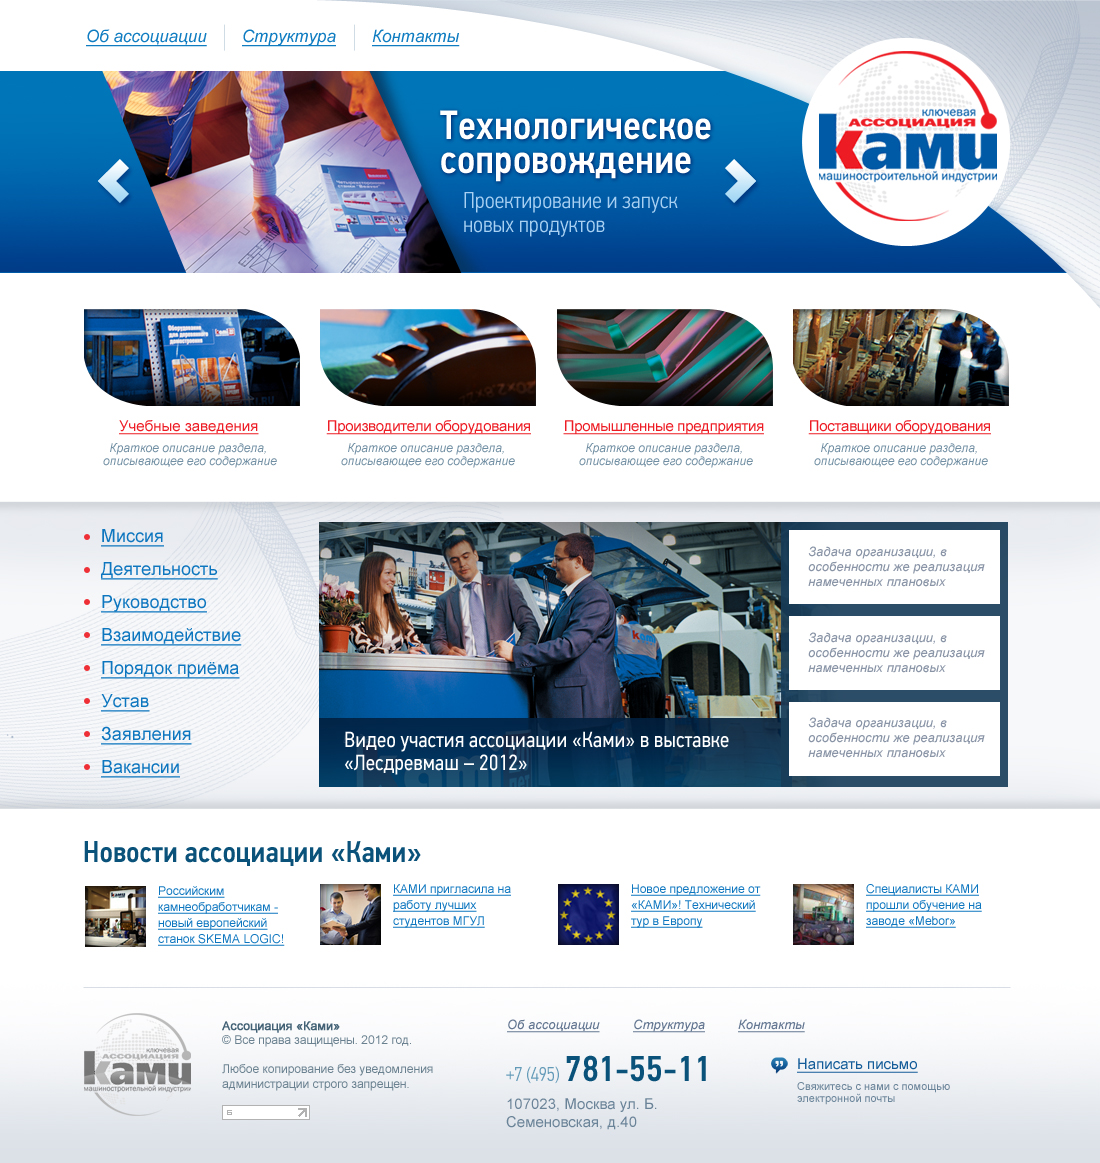 Об ассоциации
Структура
Контакты
ключевая
АССОЦИАЦИЯ
Ками
машиностроительной индустрии
Технологическое
сопровождение
Проектирование и запуск
новых продуктов
Учебные заведения
Краткое описание раздела,
описывающее его содержание
Производители оборудования
Краткое описание раздела,
описывающее его содержание
Промышленные предприятия
Краткое описание раздела,
описывающее его содержание
Поставщики оборудования
Краткое описание раздела,
описывающее его содержание
Миссия
Деятельность
Руководство
Взаимодействие
Порядок приёма
Устав
Заявления
Вакансии
Видео участия ассоциации «Ками» в выставке
«Лесдревмаш – 2012»
Задача организации, в
особенности же реализация
намеченных плановых
Задача организации, в
особенности же реализация
намеченных плановых
Задача организации, в
особенности же реализация
намеченных плановых
Новости ассоциации «Ками»
Российским
камнеобработчикам -
новый европейский
станок SKEMA LOGIC!
КАМИ пригласила на
работу лучших
студентов МГУЛ
Новое предложение от
«КАМИ»! Технический
тур в Европу
Специалисты КАМИ
прошли обучение на
заводе «Mebor»
ключевая
АССОЦИАЦИЯ
Ками
машиностроительной индустрии
Ассоциация «Ками»
© Все права защищены. 2012 год.
Любое копирование без уведомления
администрации строго запрещен.
Об ассоциации
Структура
Контакты
+7 (495) 781-55-11
107023, Москва ул. Б.
Семеновская, д.40
Написать письмо
Свяжитесь с нами с помощью
электронной почты